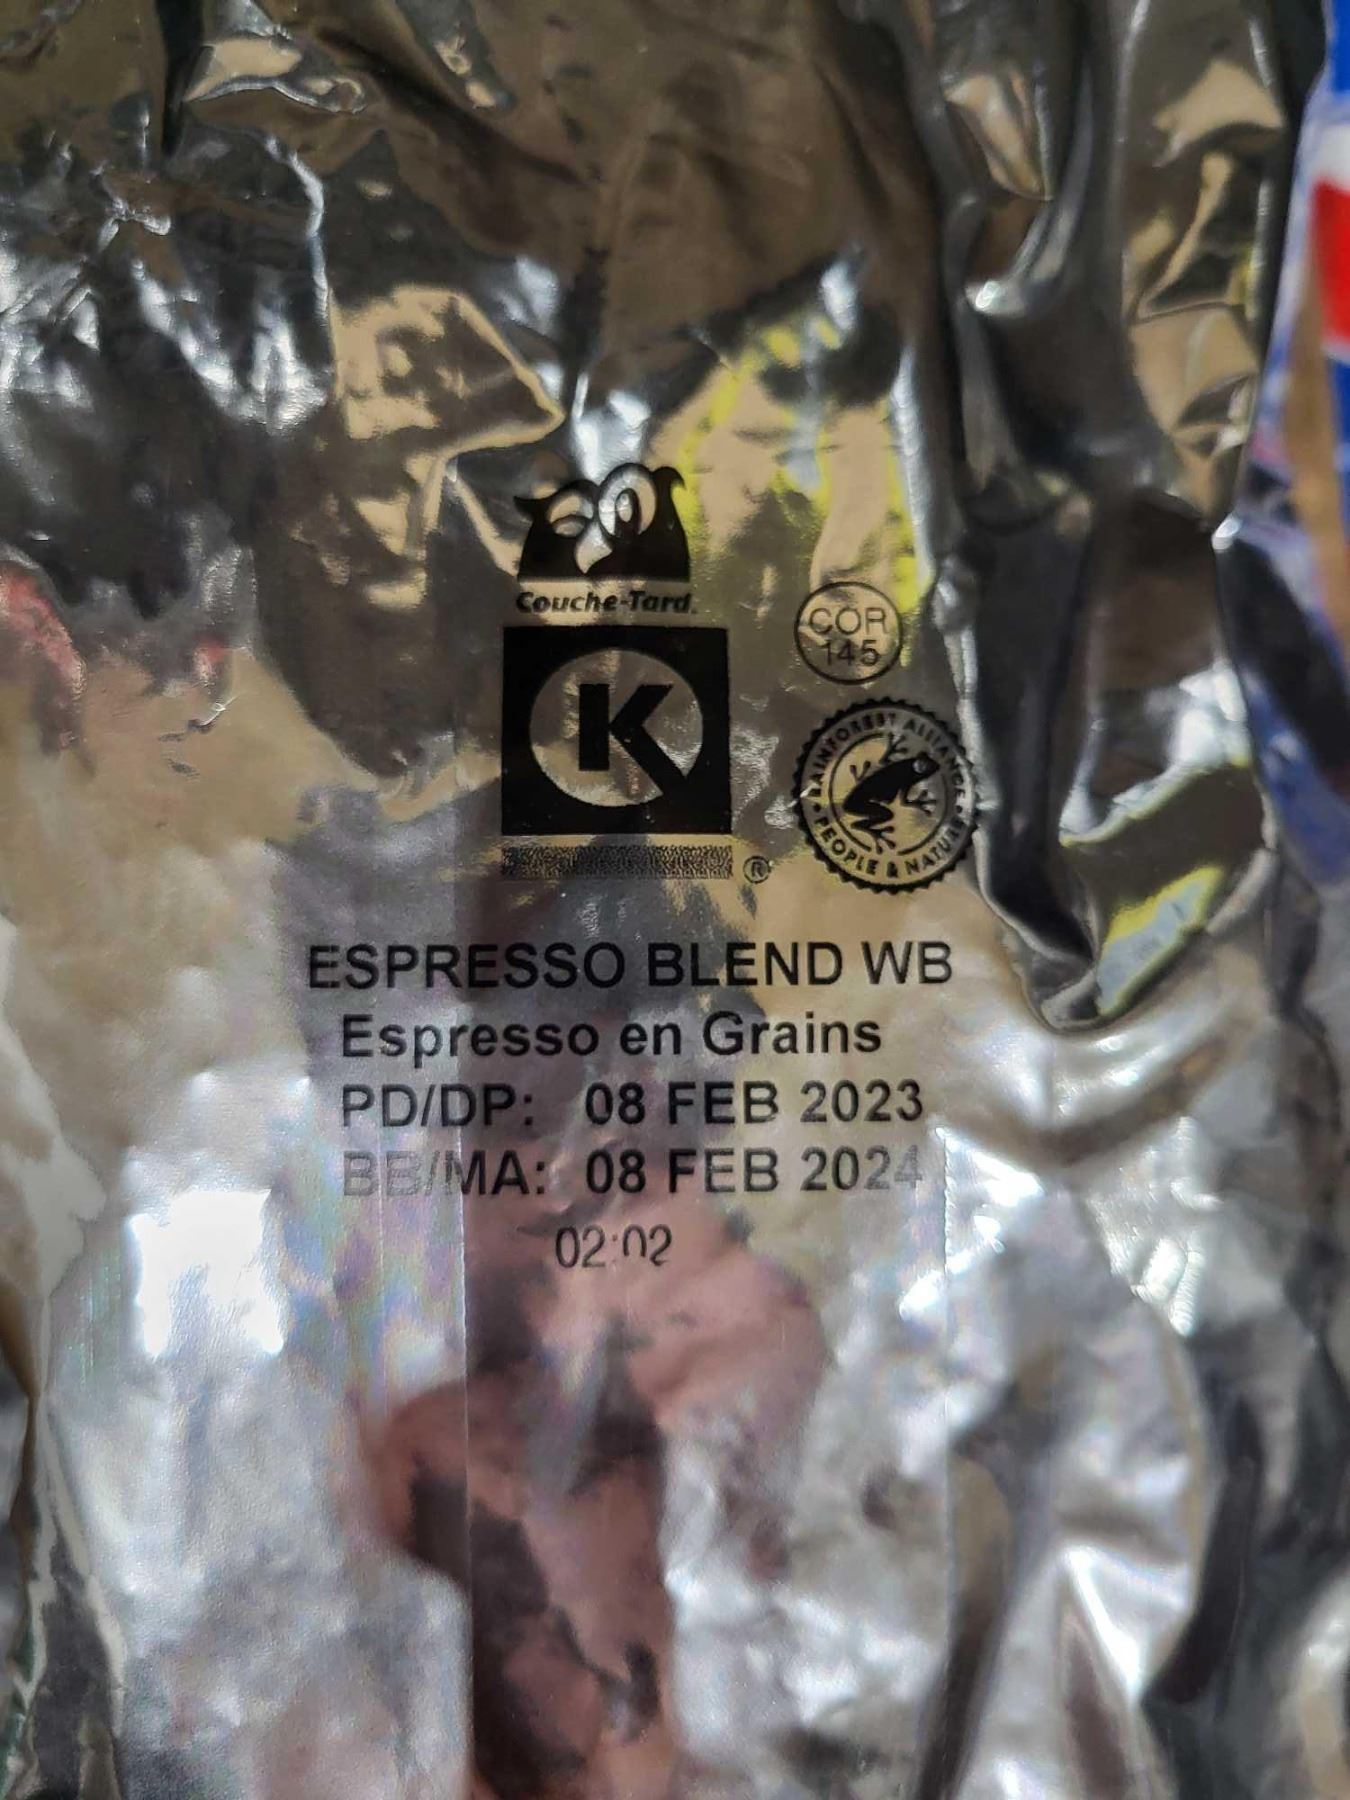 Couche-Tard
K
®
COR
145
RAINFOREST ALLIANCE
PEOPLE & NATURE
ESPRESSO BLEND WB
Espresso en Grains
PD/DP: 08 FEB 2023
BB/MA: 08 FEB 2024
02:02